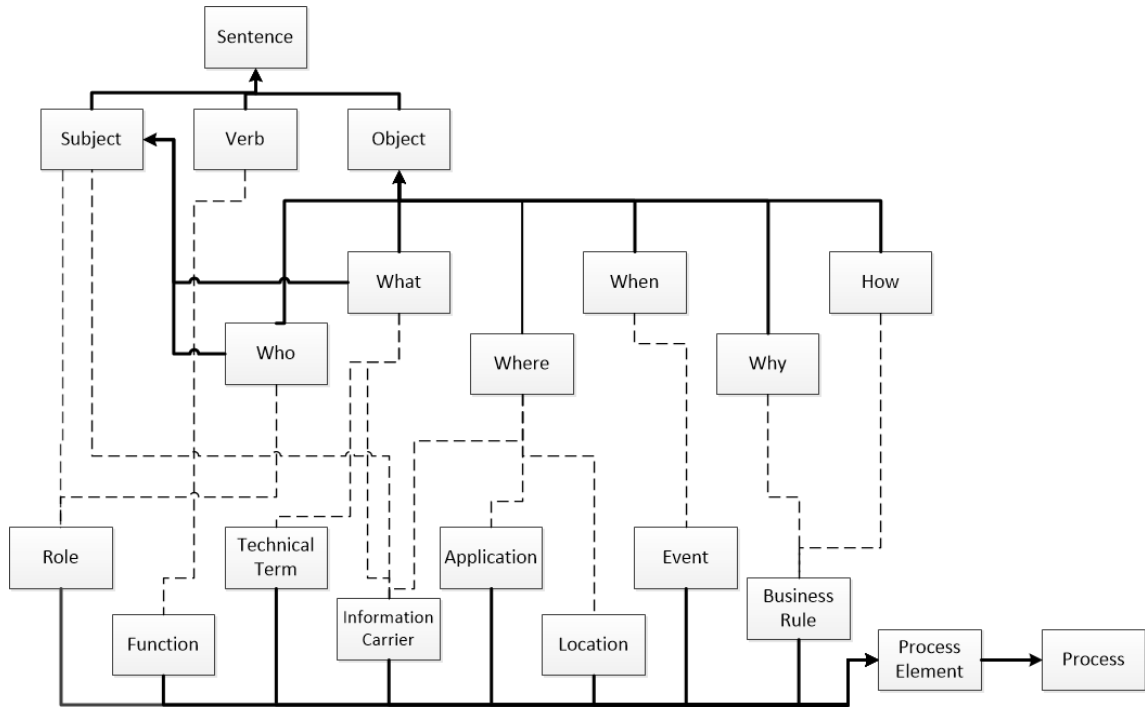 Sentence
Subject
Verb
Object
What
When
How
Who
Where
Why
Role
Technical
Term
Application
Event
Function
Information
Carrier
Location
Business
Rule
Process
Element
Process